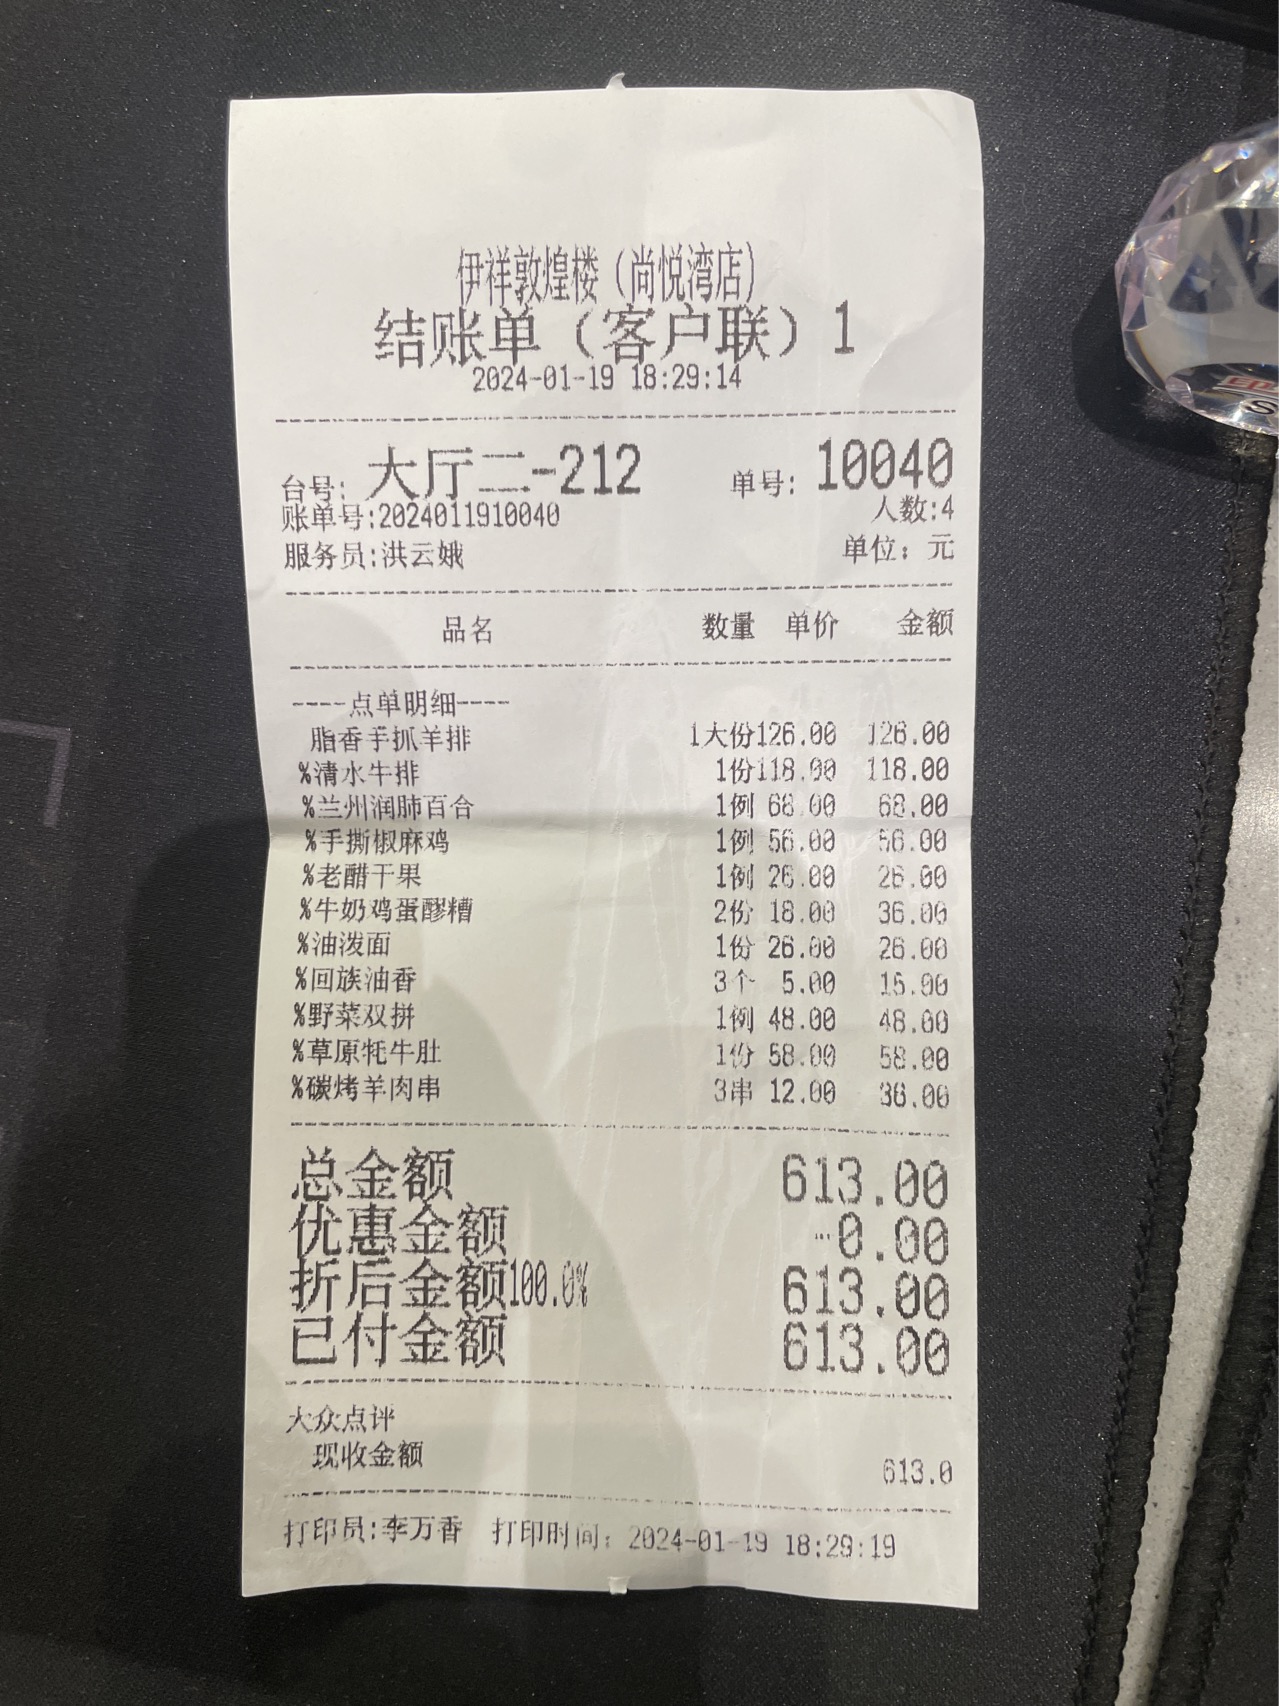 伊祥敦煌楼(尚悦湾店)
结账单(客户联)1
2024-01-19 18:29:14
台号: 大厅二-212 单号: 10040
账单号:2024011910040 人数:4
服务员:洪云娥 单位: 元
品名 数量 单价 金额
----点单明细----
脂香手抓羊排 1大份126.00 126.00
%清水牛排 1份118.00 118.00
%兰州润肺百合 1例 68.00 68.00
%手撕椒麻鸡 1例 56.00 56.00
%老醋干果 1例 26.00 26.00
%牛奶鸡蛋醪糟 2份 18.00 36.00
%油泼面 1份 26.00 26.00
%回族油香 3个 5.00 15.00
%野菜双拼 1例 48.00 48.00
%草原牦牛肚 1份 58.00 58.00
%碳烤羊肉串 3串 12.00 36.00
总金额 613.00
优惠金额 -0.00
折后金额100.0% 613.00
已付金额 613.00
大众点评
现收金额 613.0
打印员:李万香 打印时间: 2024-01-19 18:29:19